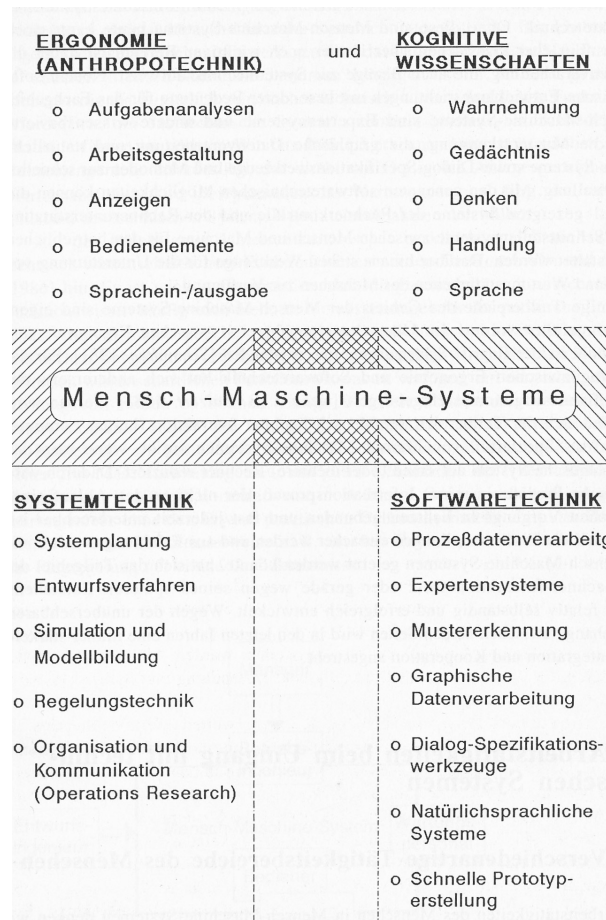 ERGONOMIE
(ANTHROPOTECHNIK)
o Aufgabenanalysen
o Arbeitsgestaltung
o Anzeigen
o Bedienelemente
o Sprachein-/ausgabe
und
KOGNITIVE
WISSENSCHAFTEN
o Wahrnehmung
o Gedächtnis
o Denken
o Handlung
o Sprache
Mensch-Maschine-Systeme
SYSTEMTECHNIK
o Systemplanung
o Entwurfsverfahren
o Simulation und
Modellbildung
o Regelungstechnik
o Organisation und
Kommunikation
(Operations Research)
SOFTWARETECHNIK
o Prozeßdatenverarbeitg
o Expertensysteme
o Mustererkennung
o Graphische
Datenverarbeitung
o Dialog-Spezifikations-
werkzeuge
o Natürlichsprachliche
Systeme
o Schnelle Prototyp-
erstellung